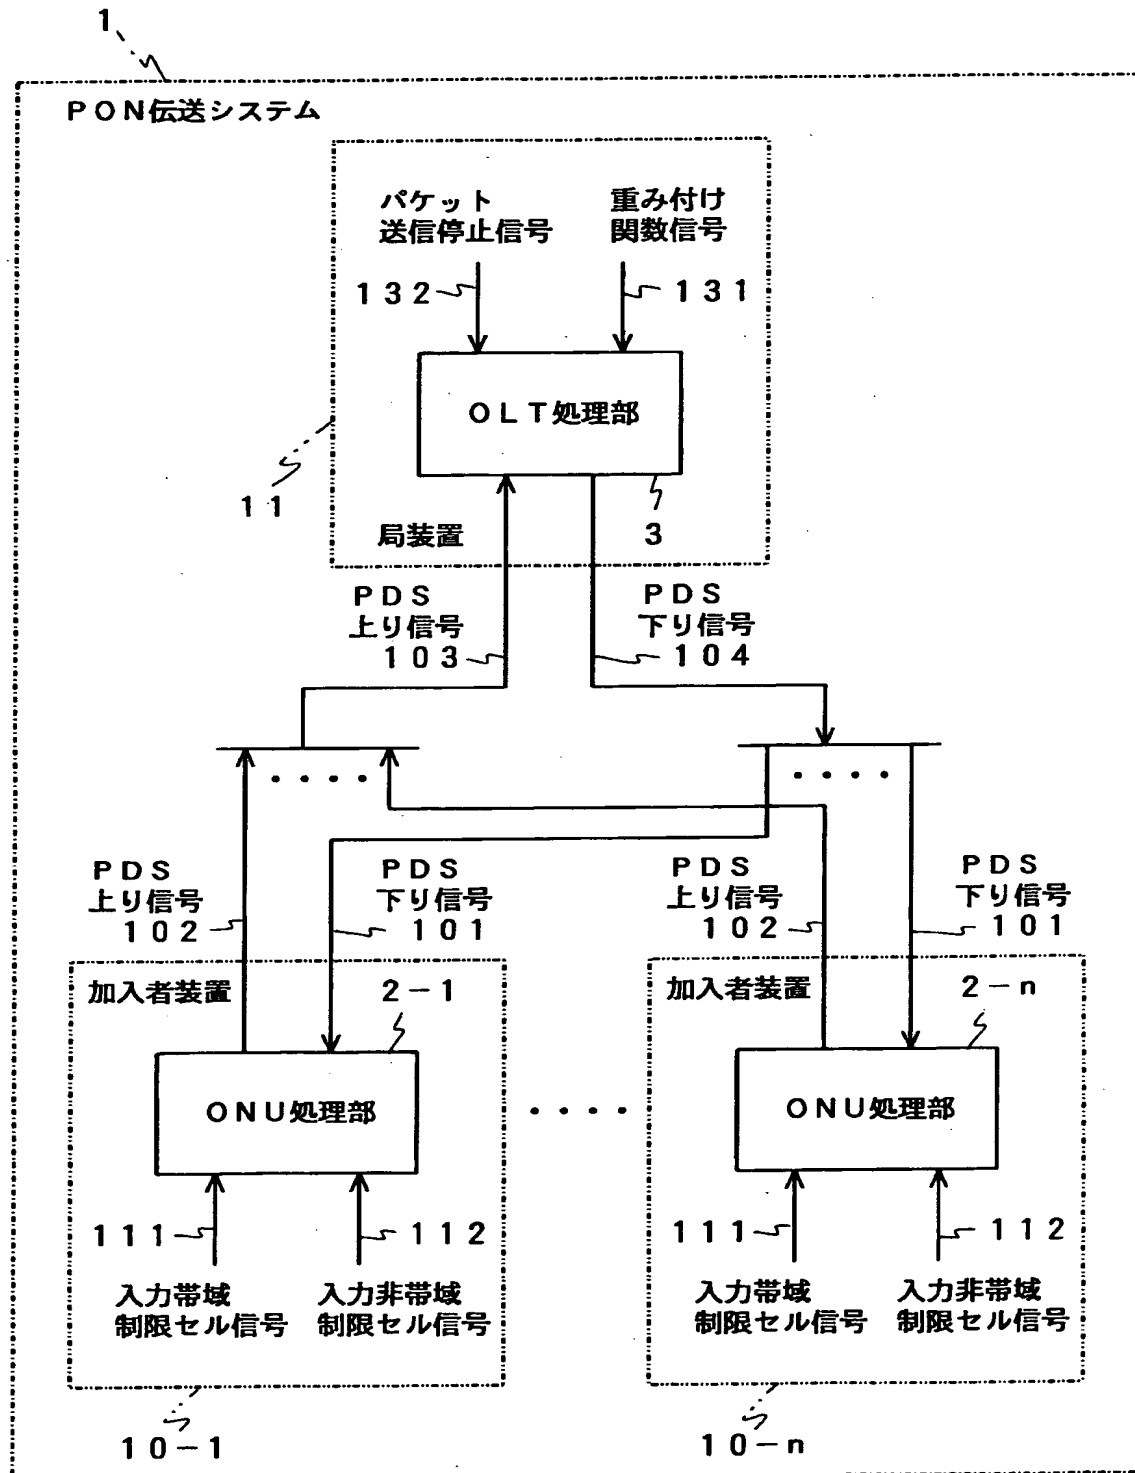 1
PON伝送システム
パケット
送信停止信号
重み付け
関数信号
132
131
OLT処理部
11
局装置
3
PDS
上り信号
103
PDS
下り信号
104
PDS
上り信号
102
PDS
下り信号
101
PDS
上り信号
102
PDS
下り信号
101
加入者装置
2-1
加入者装置
2-n
ONU処理部
ONU処理部
111
112
111
112
入力帯域
制限セル信号
入力非帯域
制限セル信号
入力帯域
制限セル信号
入力非帯域
制限セル信号
10-1
10-n